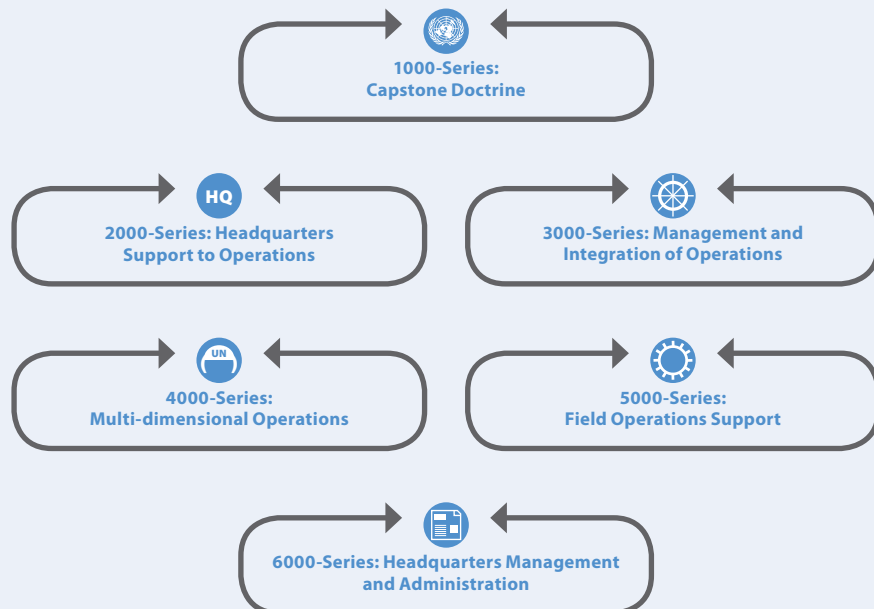 1000-Series:
Capstone Doctrine
HQ
2000-Series: Headquarters
Support to Operations
3000-Series: Management and
Integration of Operations
UN
4000-Series:
Multi-dimensional Operations
5000-Series:
Field Operations Support
6000-Series: Headquarters Management
and Administration